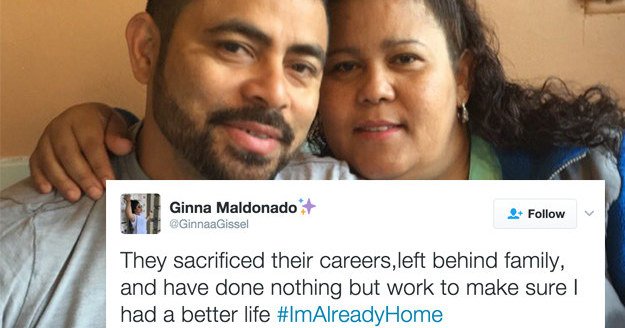 Ginna Maldonado
@GinnaaGissel
Follow
They sacrificed their careers,left behind family,
and have done nothing but work to make sure I
had a better life #ImAlreadyHome